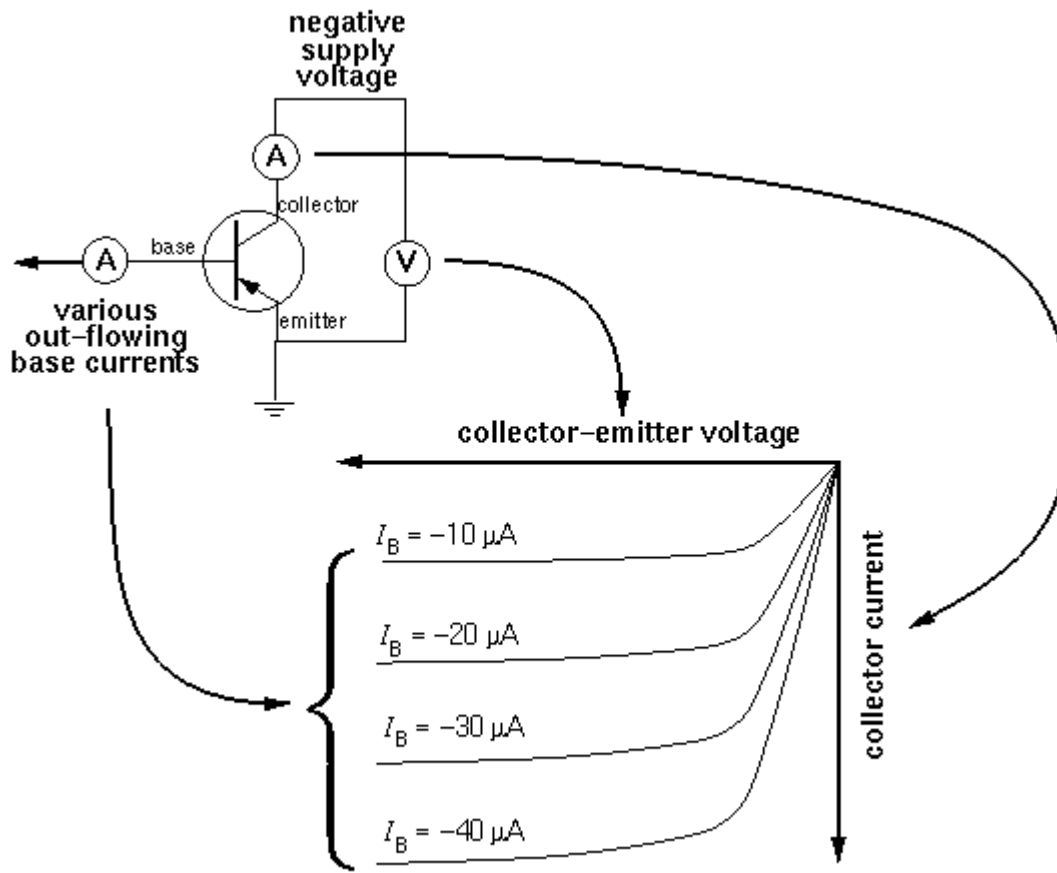 negative
supply
voltage
A
collector
base
A
V
emitter
various
out–flowing
base currents
collector–emitter voltage
I_B = –10 µA
I_B = –20 µA
I_B = –30 µA
I_B = –40 µA
collector current